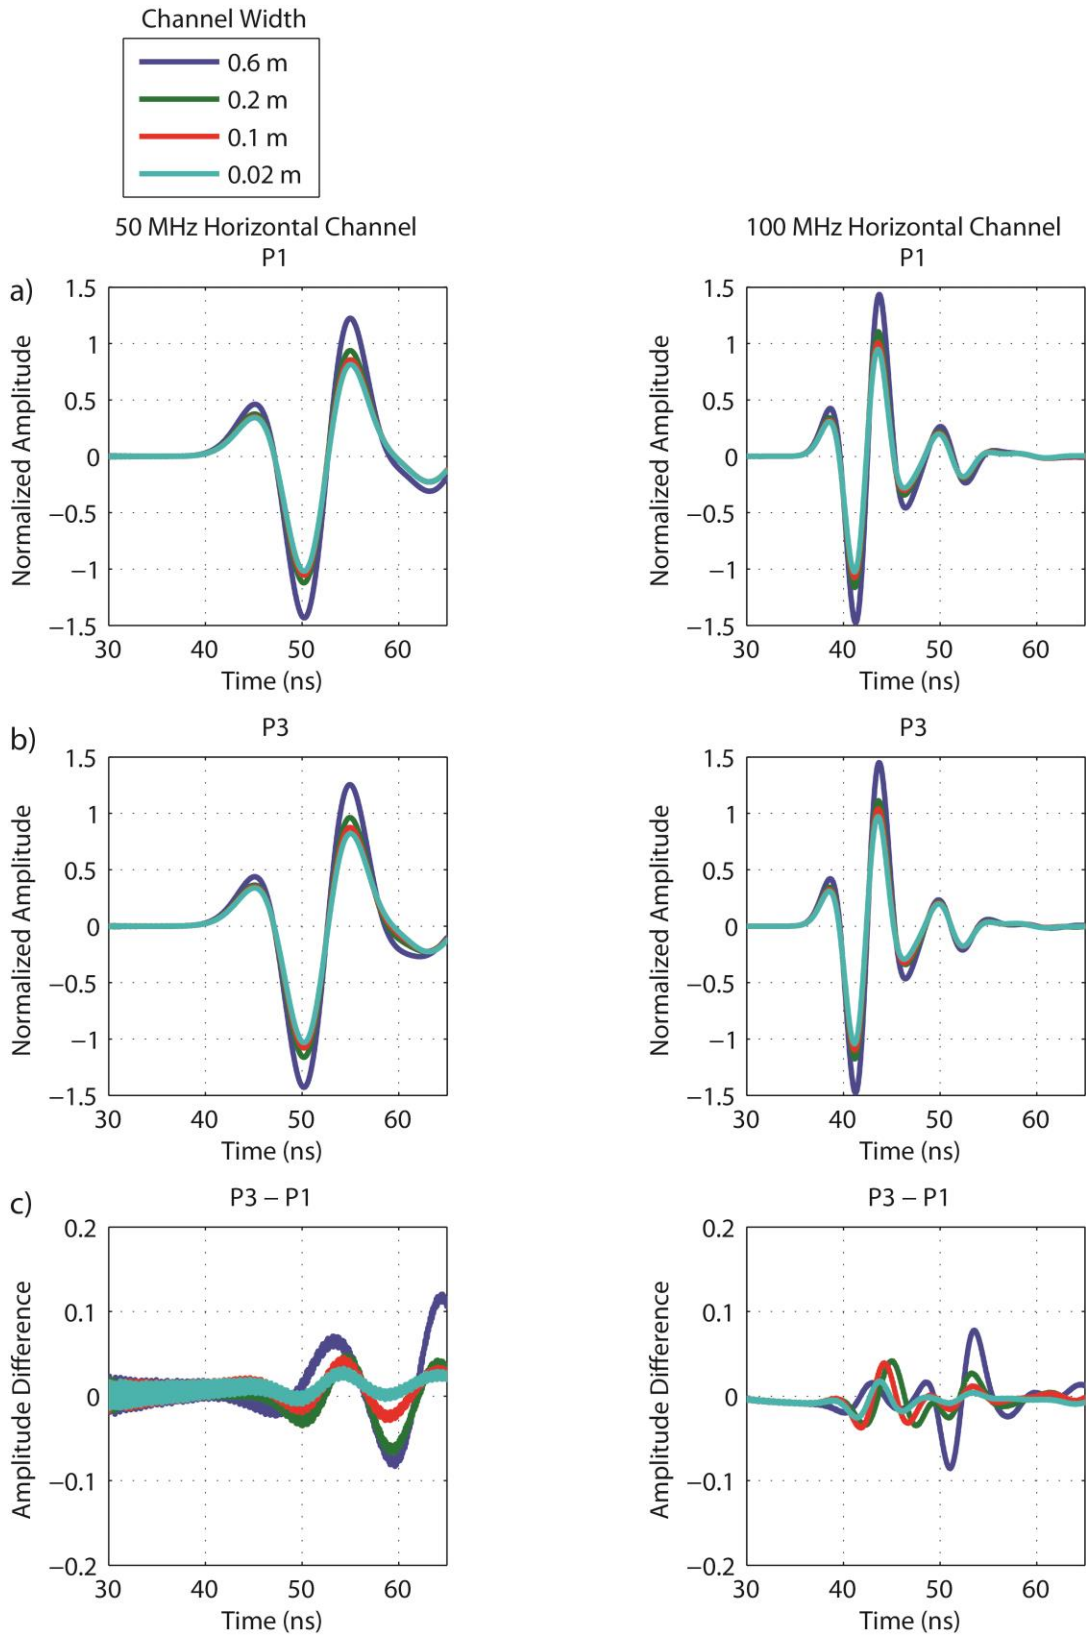 Channel Width
0.6 m
0.2 m
0.1 m
0.02 m
50 MHz Horizontal Channel
P1
100 MHz Horizontal Channel
P1
a)
1.5
1
0.5
0
−0.5
−1
−1.5
30 40 50 60
Normalized Amplitude
Time (ns)
1.5
1
0.5
0
−0.5
−1
−1.5
30 40 50 60
Normalized Amplitude
Time (ns)
b)
P3
1.5
1
0.5
0
−0.5
−1
−1.5
30 40 50 60
Normalized Amplitude
Time (ns)
P3
1.5
1
0.5
0
−0.5
−1
−1.5
30 40 50 60
Normalized Amplitude
Time (ns)
c)
P3 − P1
0.2
0.1
0
−0.1
−0.2
30 40 50 60
Amplitude Difference
Time (ns)
P3 − P1
0.2
0.1
0
−0.1
−0.2
30 40 50 60
Amplitude Difference
Time (ns)